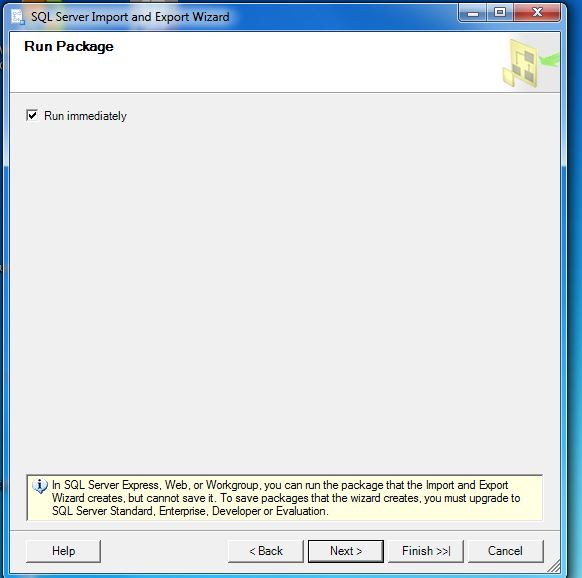 SQL Server Import and Export Wizard
Run Package
Run immediately
In SQL Server Express, Web, or Workgroup, you can run the package that the Import and Export
Wizard creates, but cannot save it. To save packages that the wizard creates, you must upgrade to
SQL Server Standard, Enterprise, Developer or Evaluation.
Help
< Back
Next >
Finish >>|
Cancel